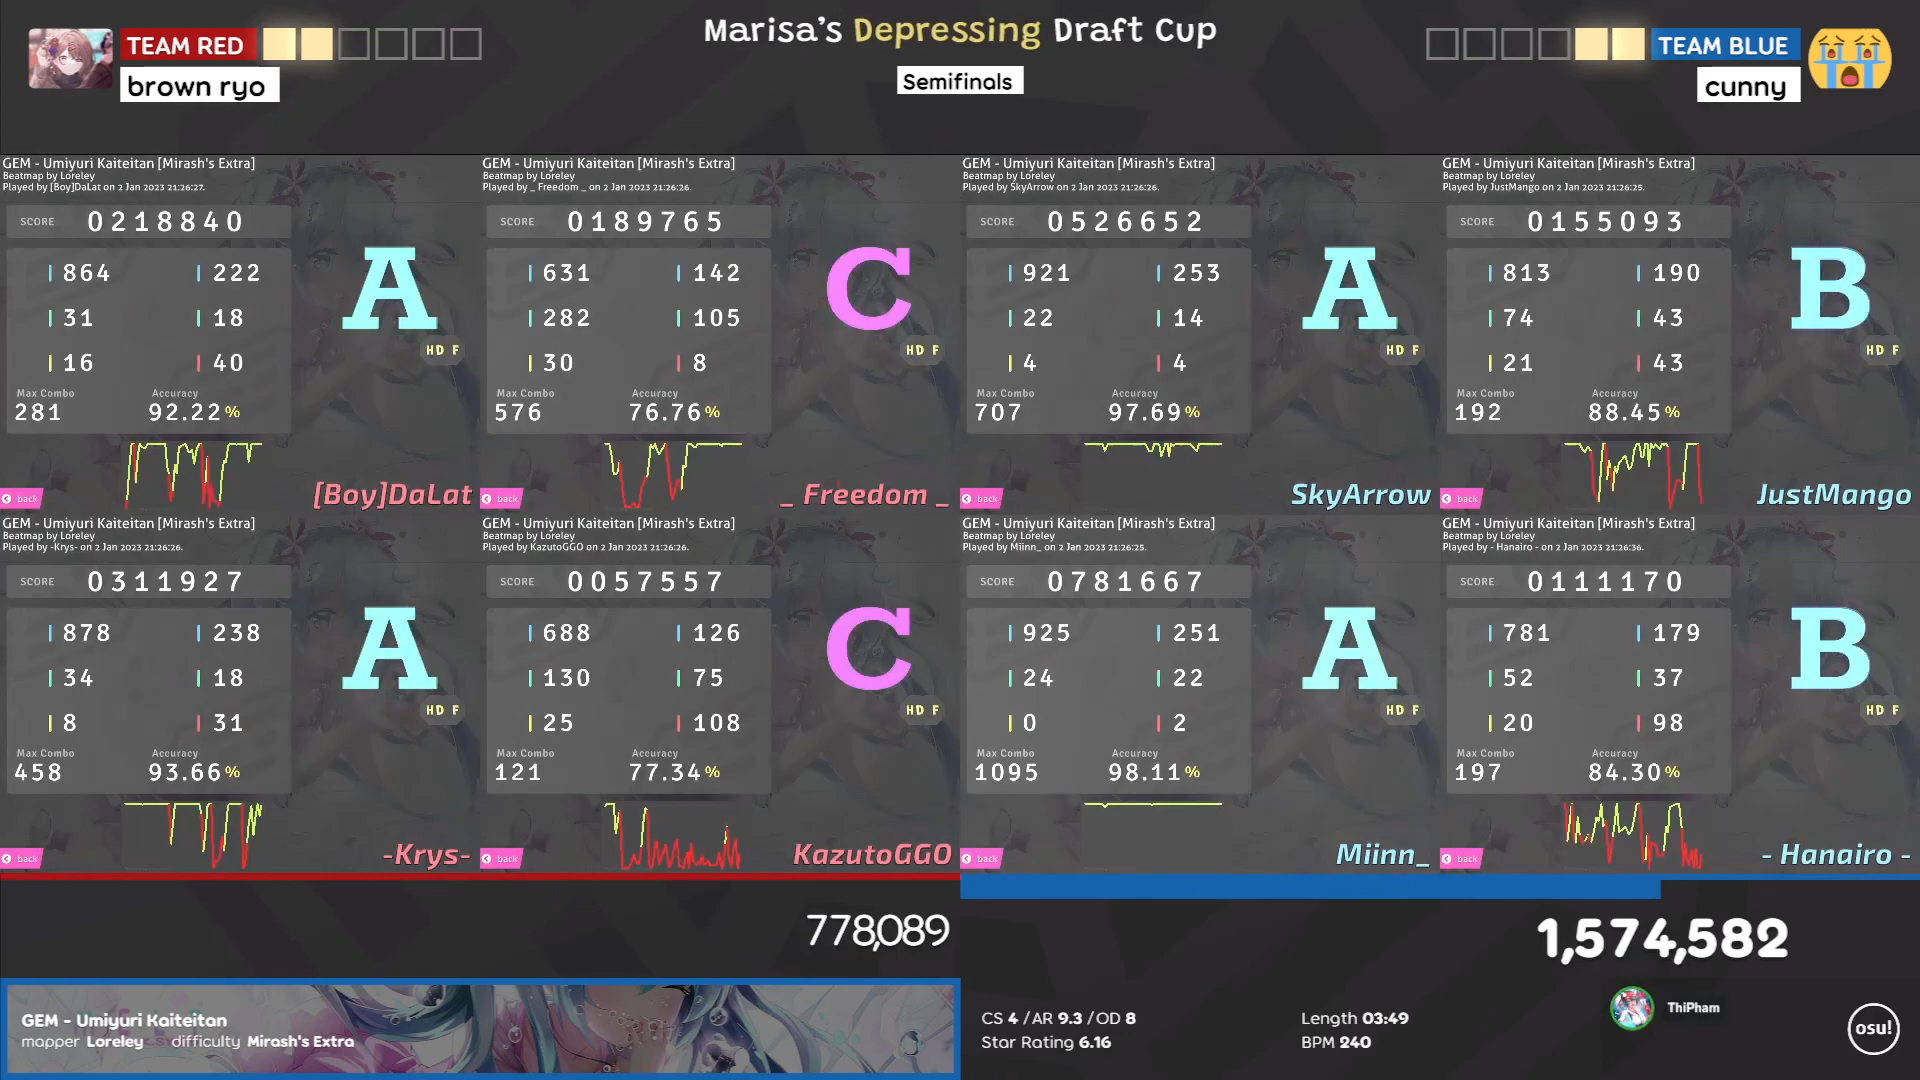 Marisa's Depressing Draft Cup
Semifinals
TEAM RED
brown ryo
TEAM BLUE
cunny
GEM - Umiyuri Kaiteitan [Mirash's Extra]
Beatmap by Loreley
Played by [Boy]DaLat on 2 Jan 2023 21:26:27.
SCORE 0218840
864 222
31 18
16 40
Max Combo Accuracy
281 92.22%
A
HD F
back
[Boy]DaLat
GEM - Umiyuri Kaiteitan [Mirash's Extra]
Beatmap by Loreley
Played by _ Freedom _ on 2 Jan 2023 21:26:26.
SCORE 0189765
631 142
282 105
30 8
Max Combo Accuracy
576 76.76%
C
HD F
back
_ Freedom _
GEM - Umiyuri Kaiteitan [Mirash's Extra]
Beatmap by Loreley
Played by SkyArrow on 2 Jan 2023 21:26:26.
SCORE 0526652
921 253
22 14
4 4
Max Combo Accuracy
707 97.69%
A
HD F
back
SkyArrow
GEM - Umiyuri Kaiteitan [Mirash's Extra]
Beatmap by Loreley
Played by JustMango on 2 Jan 2023 21:26:25.
SCORE 0155093
813 190
74 43
21 43
Max Combo Accuracy
192 88.45%
B
HD F
back
JustMango
GEM - Umiyuri Kaiteitan [Mirash's Extra]
Beatmap by Loreley
Played by -Krys- on 2 Jan 2023 21:26:26.
SCORE 0311927
878 238
34 18
8 31
Max Combo Accuracy
458 93.66%
A
HD F
back
-Krys-
GEM - Umiyuri Kaiteitan [Mirash's Extra]
Beatmap by Loreley
Played by KazutoGGO on 2 Jan 2023 21:26:26.
SCORE 0057557
688 126
130 75
25 108
Max Combo Accuracy
121 77.34%
C
HD F
back
KazutoGGO
GEM - Umiyuri Kaiteitan [Mirash's Extra]
Beatmap by Loreley
Played by Miinn_ on 2 Jan 2023 21:26:25.
SCORE 0781667
925 251
24 22
0 2
Max Combo Accuracy
1095 98.11%
A
HD F
back
Miinn_
GEM - Umiyuri Kaiteitan [Mirash's Extra]
Beatmap by Loreley
Played by - Hanairo - on 2 Jan 2023 21:26:36.
SCORE 0111170
781 179
52 37
20 98
Max Combo Accuracy
197 84.30%
B
HD F
back
- Hanairo -
778,089
1,574,582
GEM - Umiyuri Kaiteitan
mapper Loreley difficulty Mirash's Extra
CS 4 / AR 9.3 / OD 8
Star Rating 6.16
Length 03:49
BPM 240
ThiPham
osu!